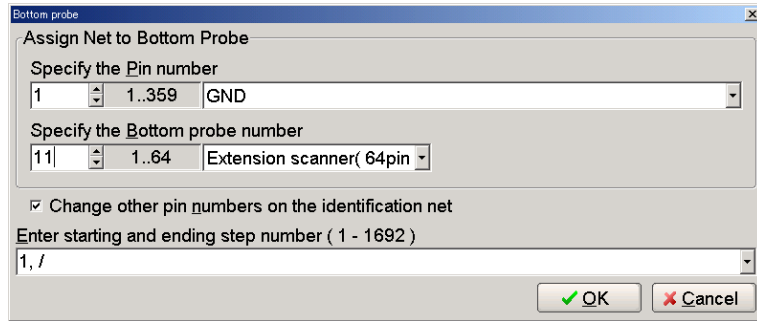 Bottom probe
Assign Net to Bottom Probe
Specify the Pin number
1 1..359 GND
Specify the Bottom probe number
11 1..64 Extension scanner( 64pin
Change other pin numbers on the identification net
Enter starting and ending step number ( 1 - 1692 )
1, /
OK Cancel